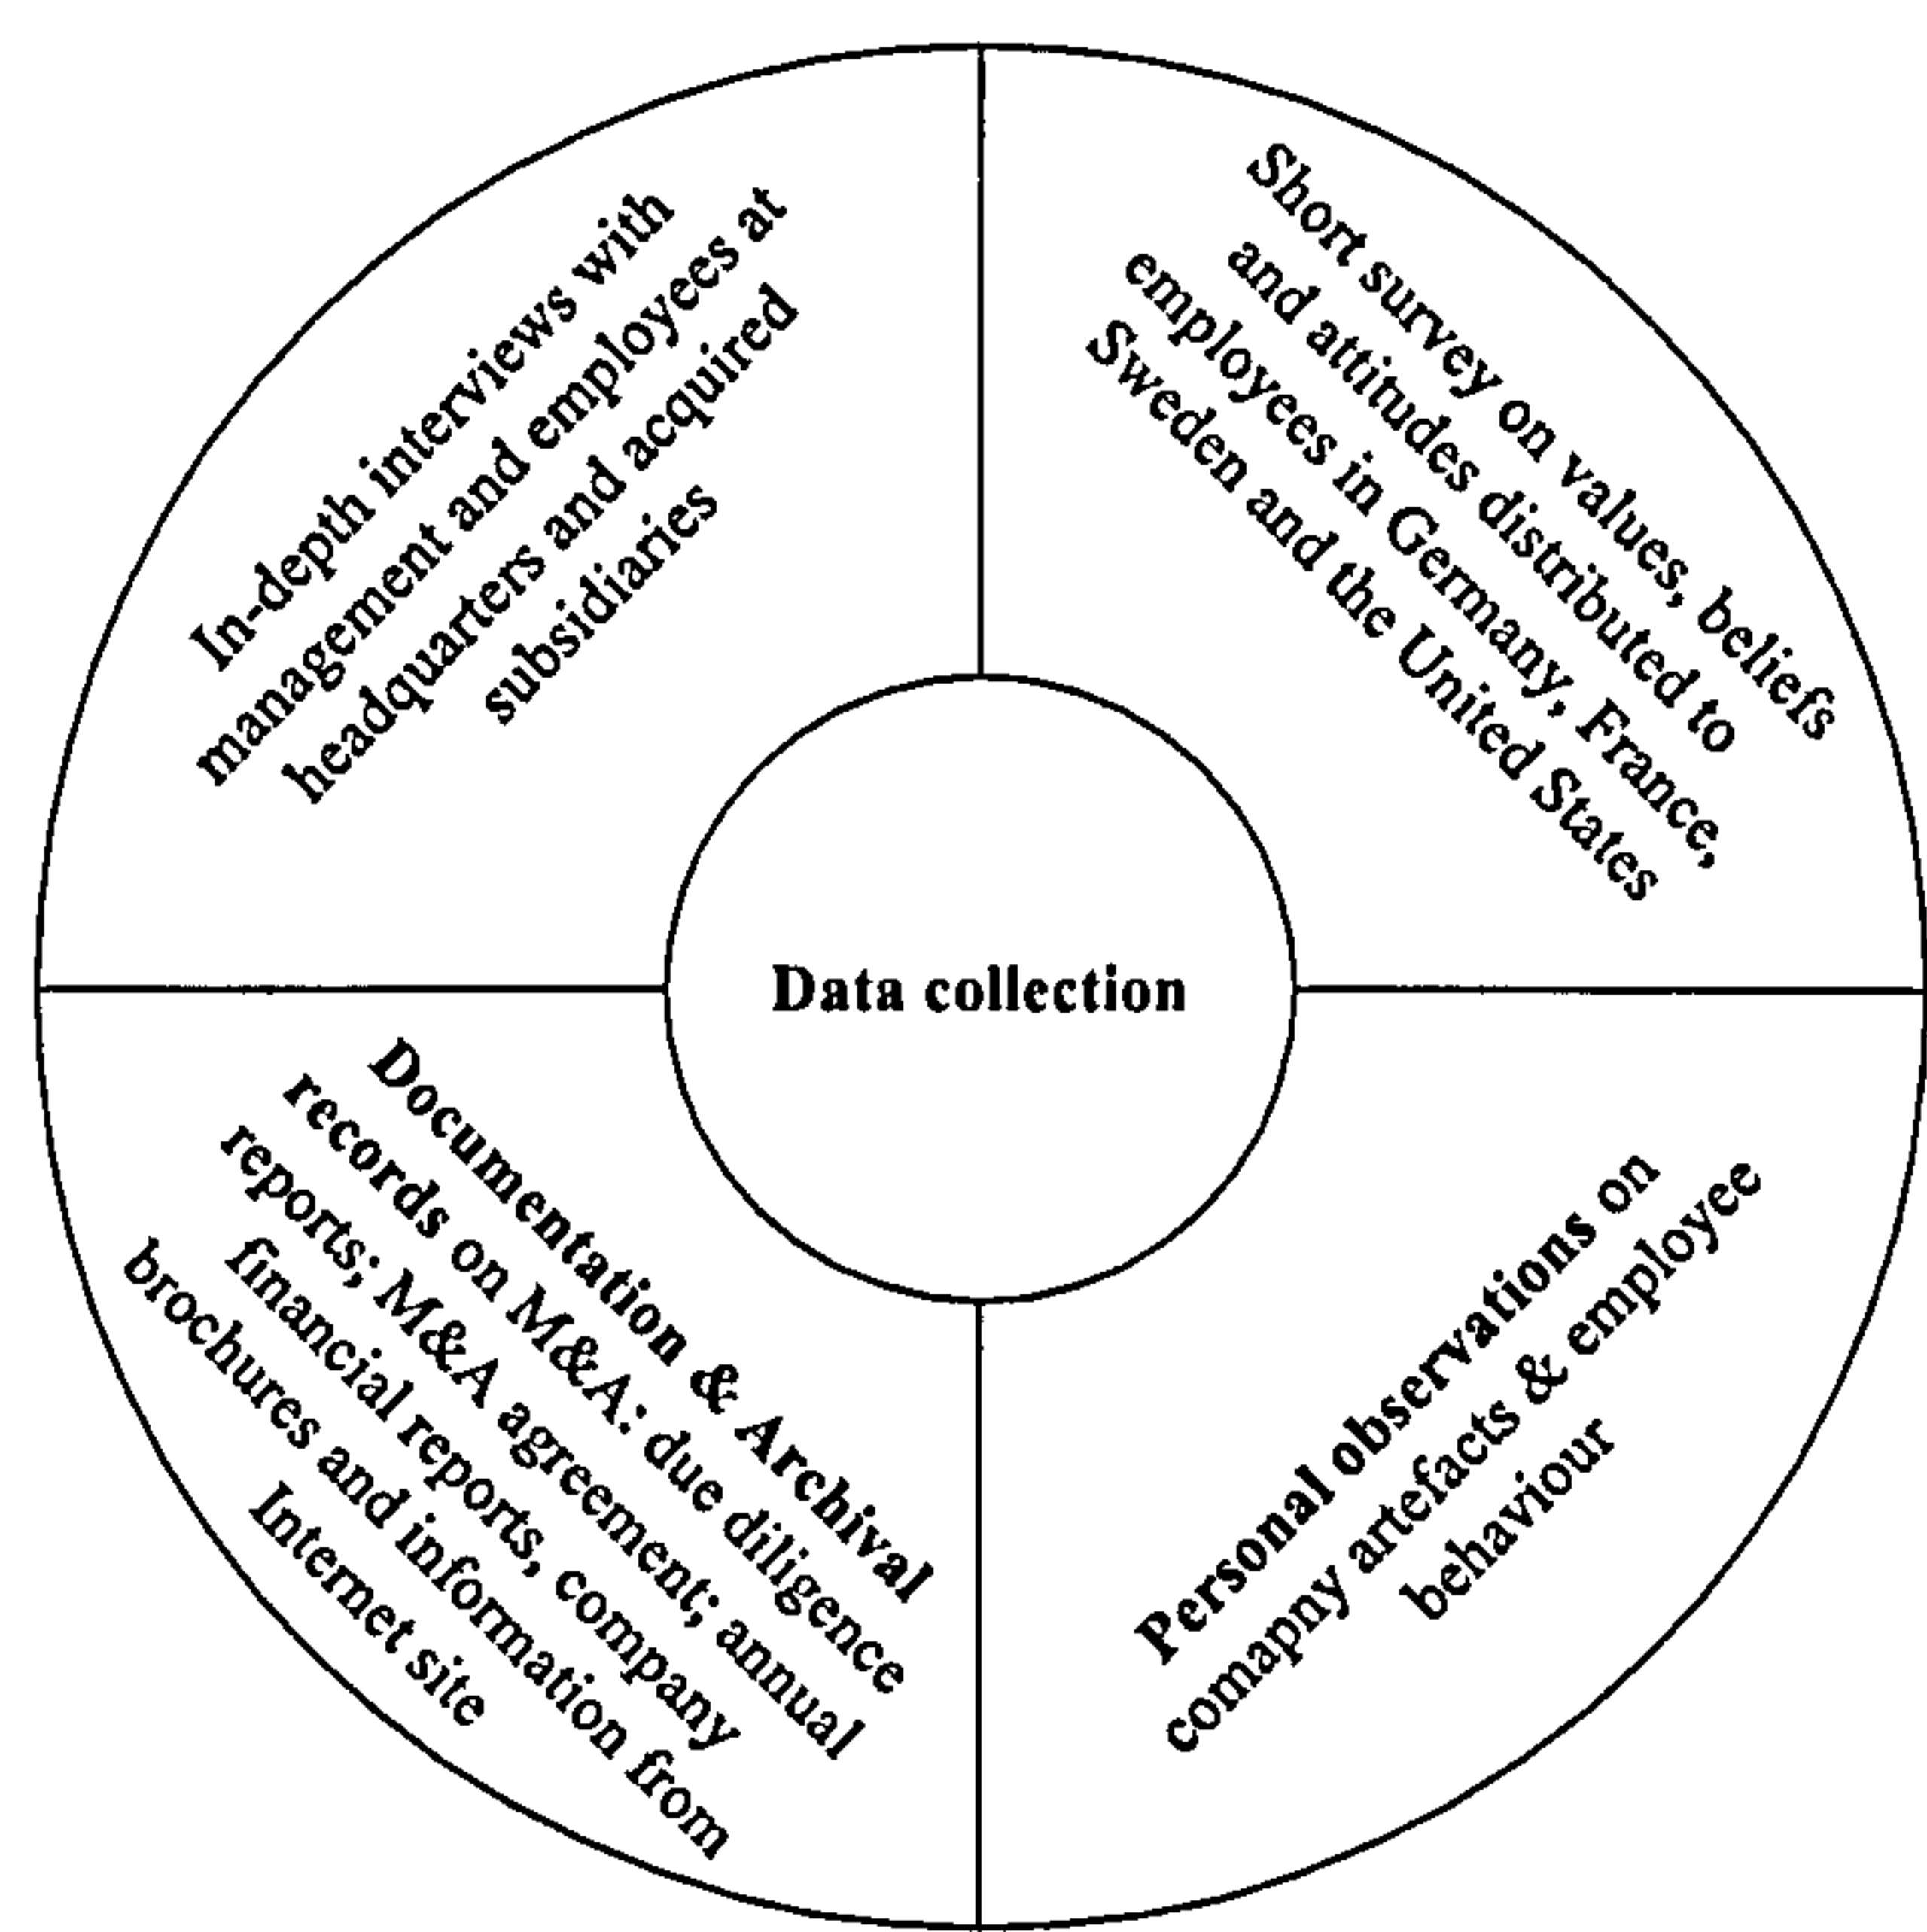 In-depth interviews with
management and employees at
headquarters and acquired
subsidiaries
Short survey on values, beliefs
and attitudes distributed to
employees in Germany, France,
Sweden and the United States
Data collection
Documentation & Archival
records on M&A: due diligence
reports; M&A agreement; annual
financial reports, company
brochures and information from
Internet site
Personal observations on
comapny artefacts & employee
behaviour